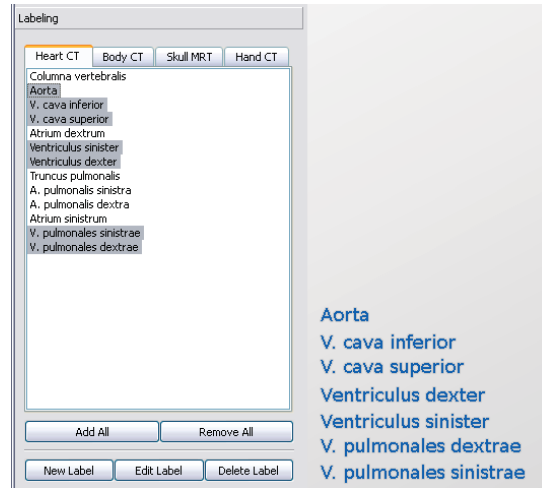 Labeling
Heart CT Body CT Skull MRT Hand CT
Columna vertebralis
Aorta
V. cava inferior
V. cava superior
Atrium dextrum
Ventriculus sinister
Ventriculus dexter
Truncus pulmonalis
A. pulmonalis sinistra
A. pulmonalis dextra
Atrium sinistrum
V. pulmonales sinistrae
V. pulmonales dextrae
Add All Remove All
New Label Edit Label Delete Label
Aorta
V. cava inferior
V. cava superior
Ventriculus dexter
Ventriculus sinister
V. pulmonales dextrae
V. pulmonales sinistrae